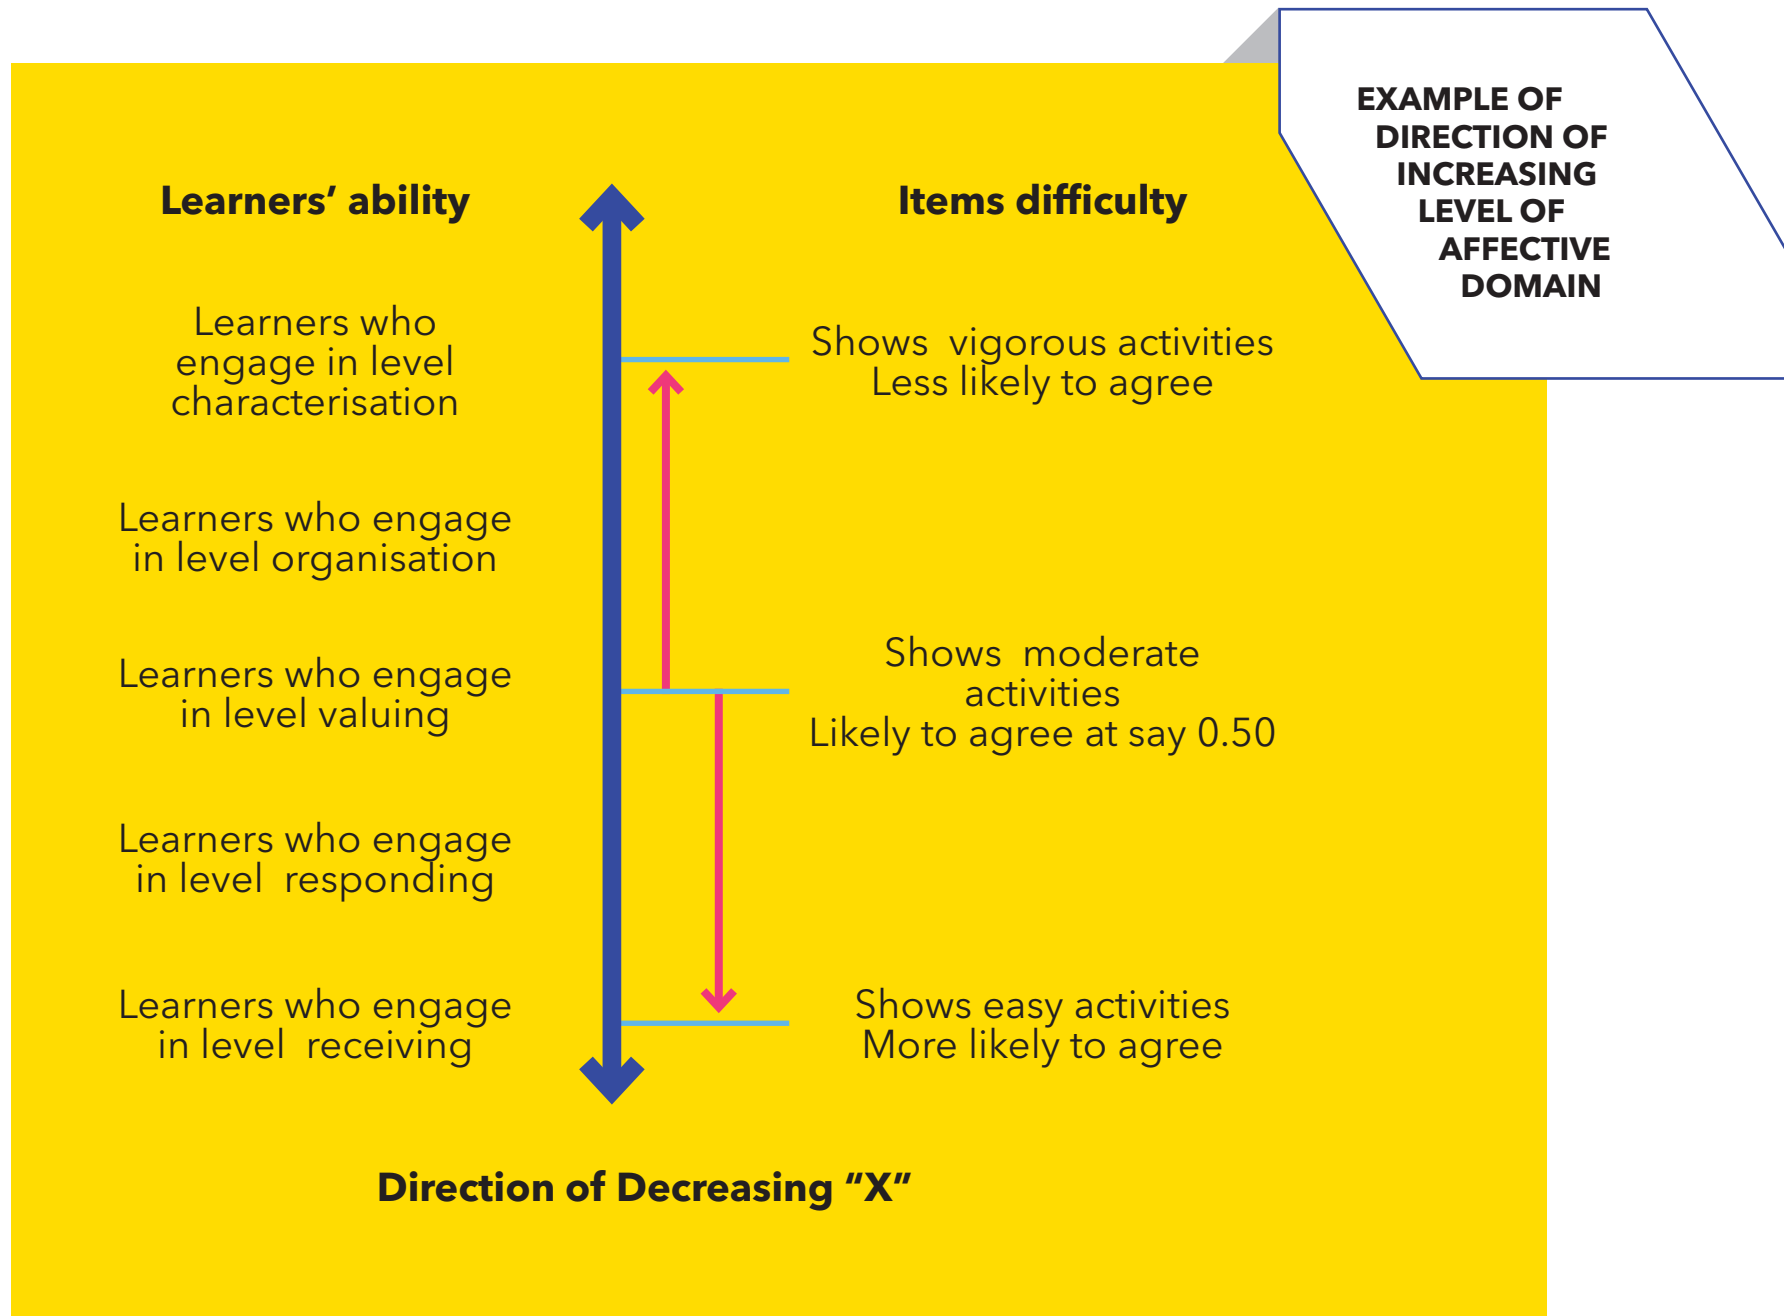 EXAMPLE OF
DIRECTION OF
INCREASING
LEVEL OF
AFFECTIVE
DOMAIN
Learners’ ability
Items difficulty
Learners who
engage in level
characterisation
Shows vigorous activities
Less likely to agree
Learners who engage
in level organisation
Learners who engage
in level valuing
Shows moderate
activities
Likely to agree at say 0.50
Learners who engage
in level responding
Learners who engage
in level receiving
Shows easy activities
More likely to agree
Direction of Decreasing “X”